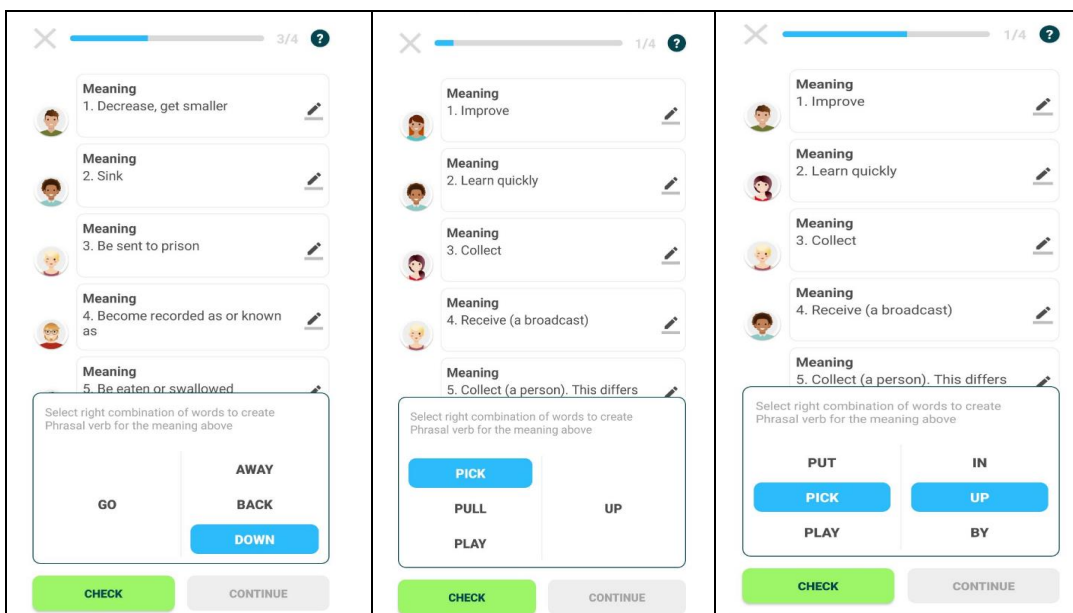 3/4 ?
Meaning
1. Decrease, get smaller
Meaning
2. Sink
Meaning
3. Be sent to prison
Meaning
4. Become recorded as or known
as
Meaning
5. Be eaten or swallowed
Select right combination of words to create
Phrasal verb for the meaning above
AWAY
GO BACK
DOWN
CHECK CONTINUE
1/4 ?
Meaning
1. Improve
Meaning
2. Learn quickly
Meaning
3. Collect
Meaning
4. Receive (a broadcast)
Meaning
5. Collect (a person). This differs
Select right combination of words to create
Phrasal verb for the meaning above
PICK
PULL UP
PLAY
CHECK CONTINUE
1/4 ?
Meaning
1. Improve
Meaning
2. Learn quickly
Meaning
3. Collect
Meaning
4. Receive (a broadcast)
Meaning
5. Collect (a person). This differs
Select right combination of words to create
Phrasal verb for the meaning above
PUT IN
PICK UP
PLAY BY
CHECK CONTINUE